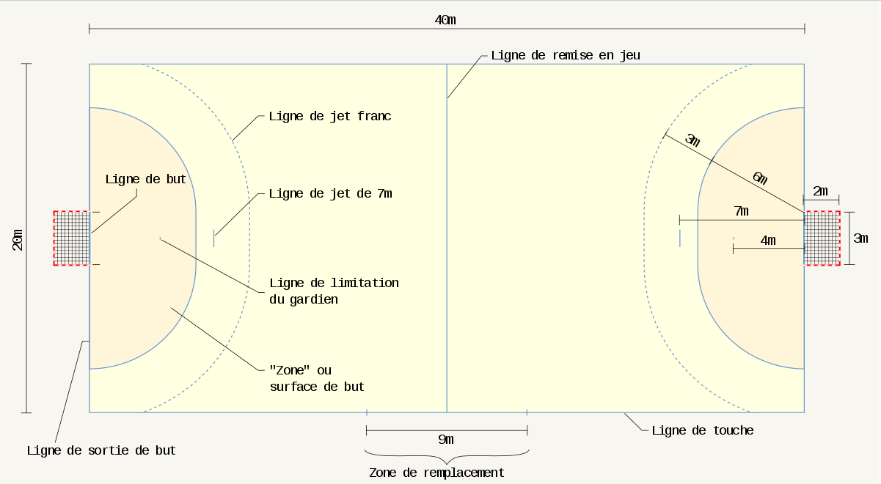 40m
Ligne de remise en jeu
Ligne de jet franc
3m
Ligne de but
6m
Ligne de jet de 7m
2m
7m
20m
4m
3m
Ligne de limitation
du gardien
"Zone" ou
surface de but
Ligne de touche
9m
Ligne de sortie de but
Zone de remplacement